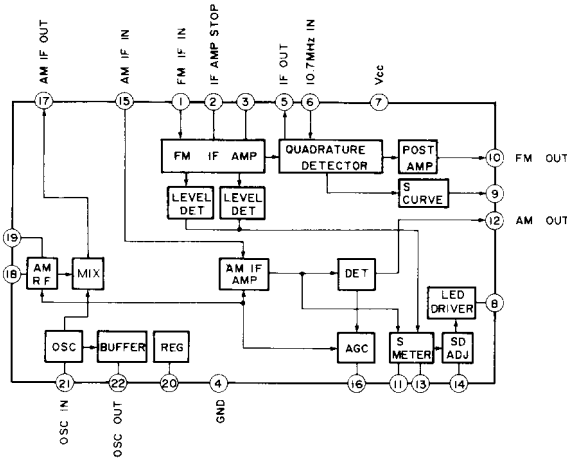 AM IF OUT
AM IF IN
FM IF IN
IF AMP STOP
IF OUT
10.7MHz IN
Vcc
17
15
1
2
3
5
6
7
FM IF AMP
QUADRATURE
DETECTOR
POST
AMP
10
FM OUT
LEVEL
DET
LEVEL
DET
S
CURVE
9
12
AM OUT
19
18
AM
RF
MIX
AM IF
AMP
DET
LED
DRIVER
8
OSC
BUFFER
REG
AGC
S
METER
SD
ADJ
21
22
20
4
16
11
13
14
OSC IN
OSC OUT
GND